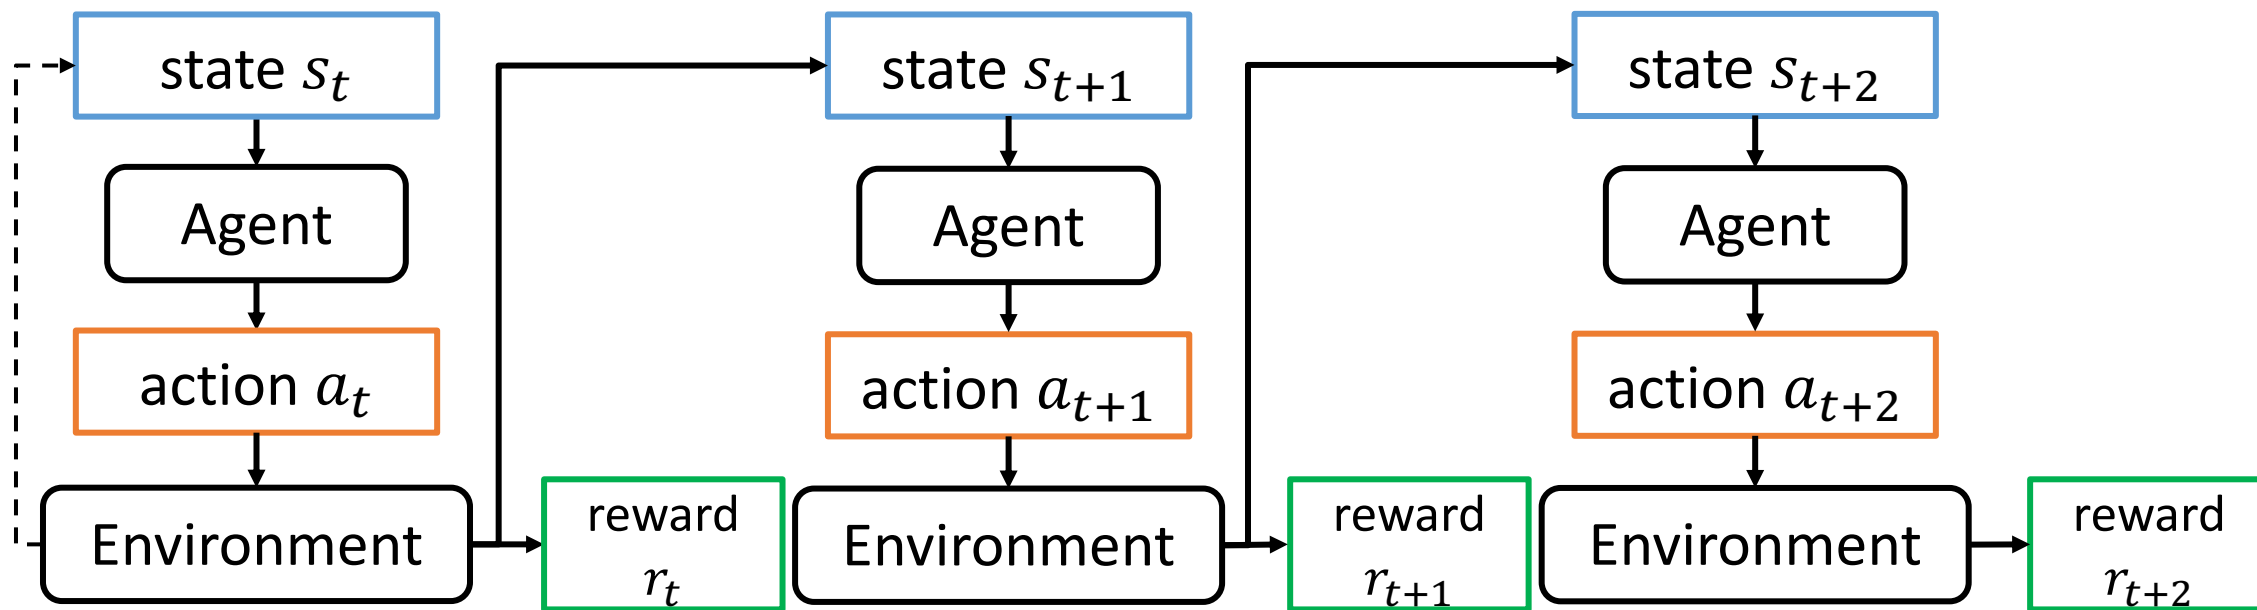 state s_t
Agent
action a_t
Environment
reward
r_t
state s_{t+1}
Agent
action a_{t+1}
Environment
reward
r_{t+1}
state s_{t+2}
Agent
action a_{t+2}
Environment
reward
r_{t+2}